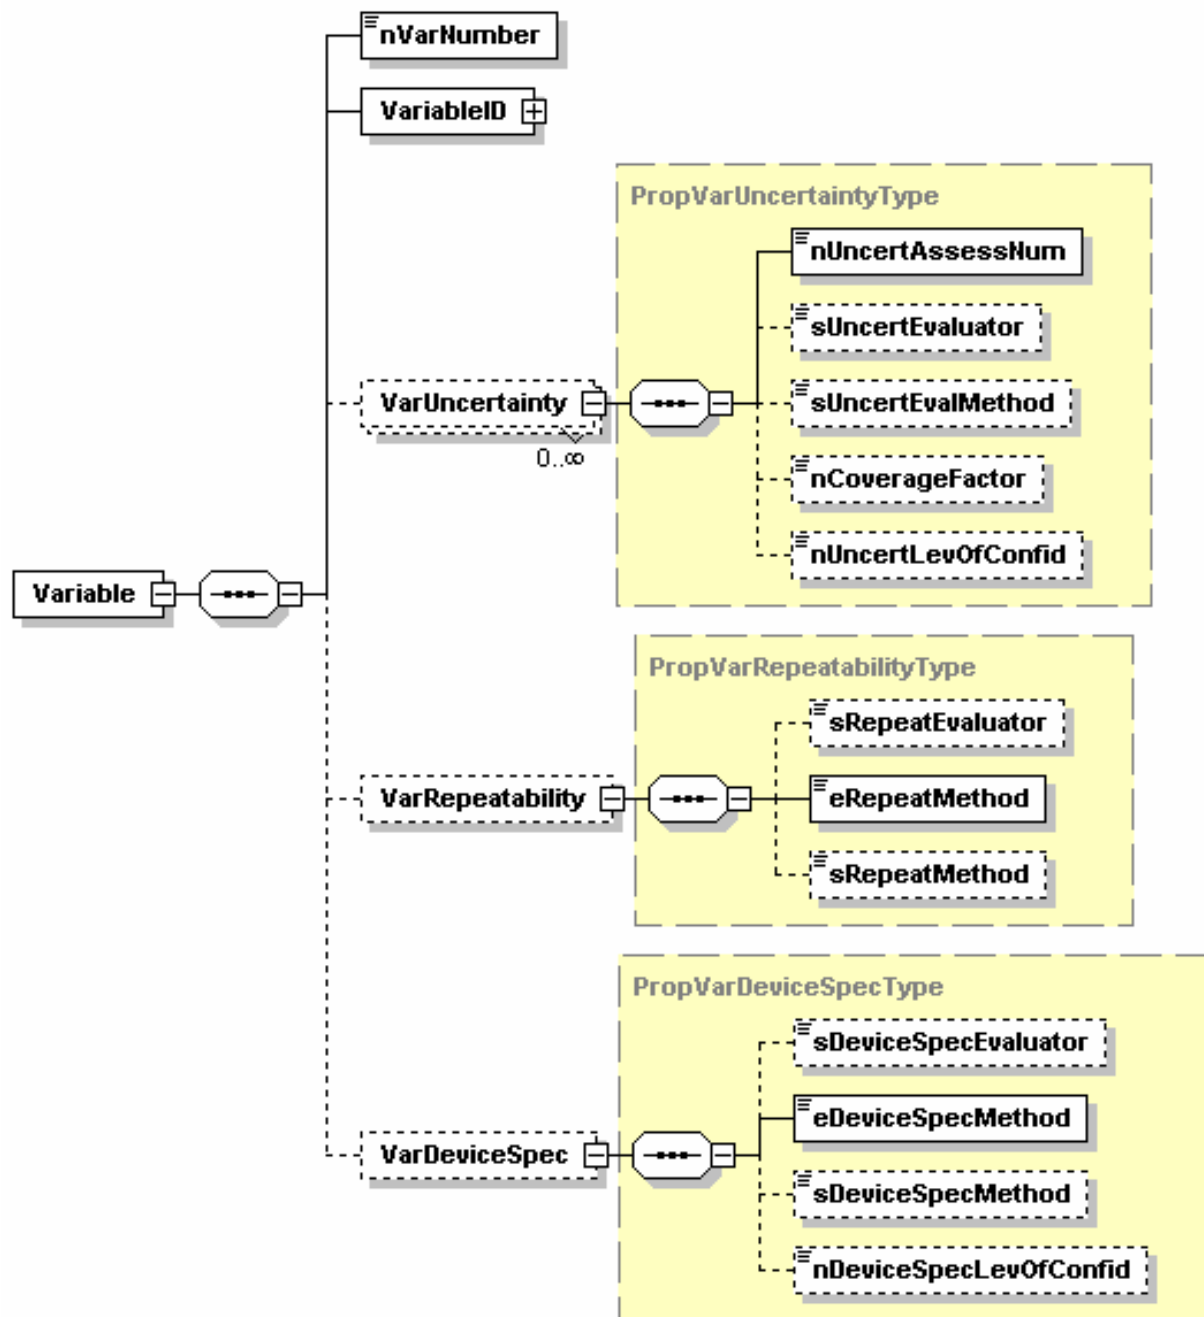 nVarNumber
VariableID
PropVarUncertaintyType
nUncertAssessNum
sUncertEvaluator
VarUncertainty
sUncertEvalMethod
0..∞
nCoverageFactor
nUncertLevOfConfid
Variable
PropVarRepeatabilityType
sRepeatEvaluator
VarRepeatability
eRepeatMethod
sRepeatMethod
PropVarDeviceSpecType
sDeviceSpecEvaluator
eDeviceSpecMethod
VarDeviceSpec
sDeviceSpecMethod
nDeviceSpecLevOfConfid